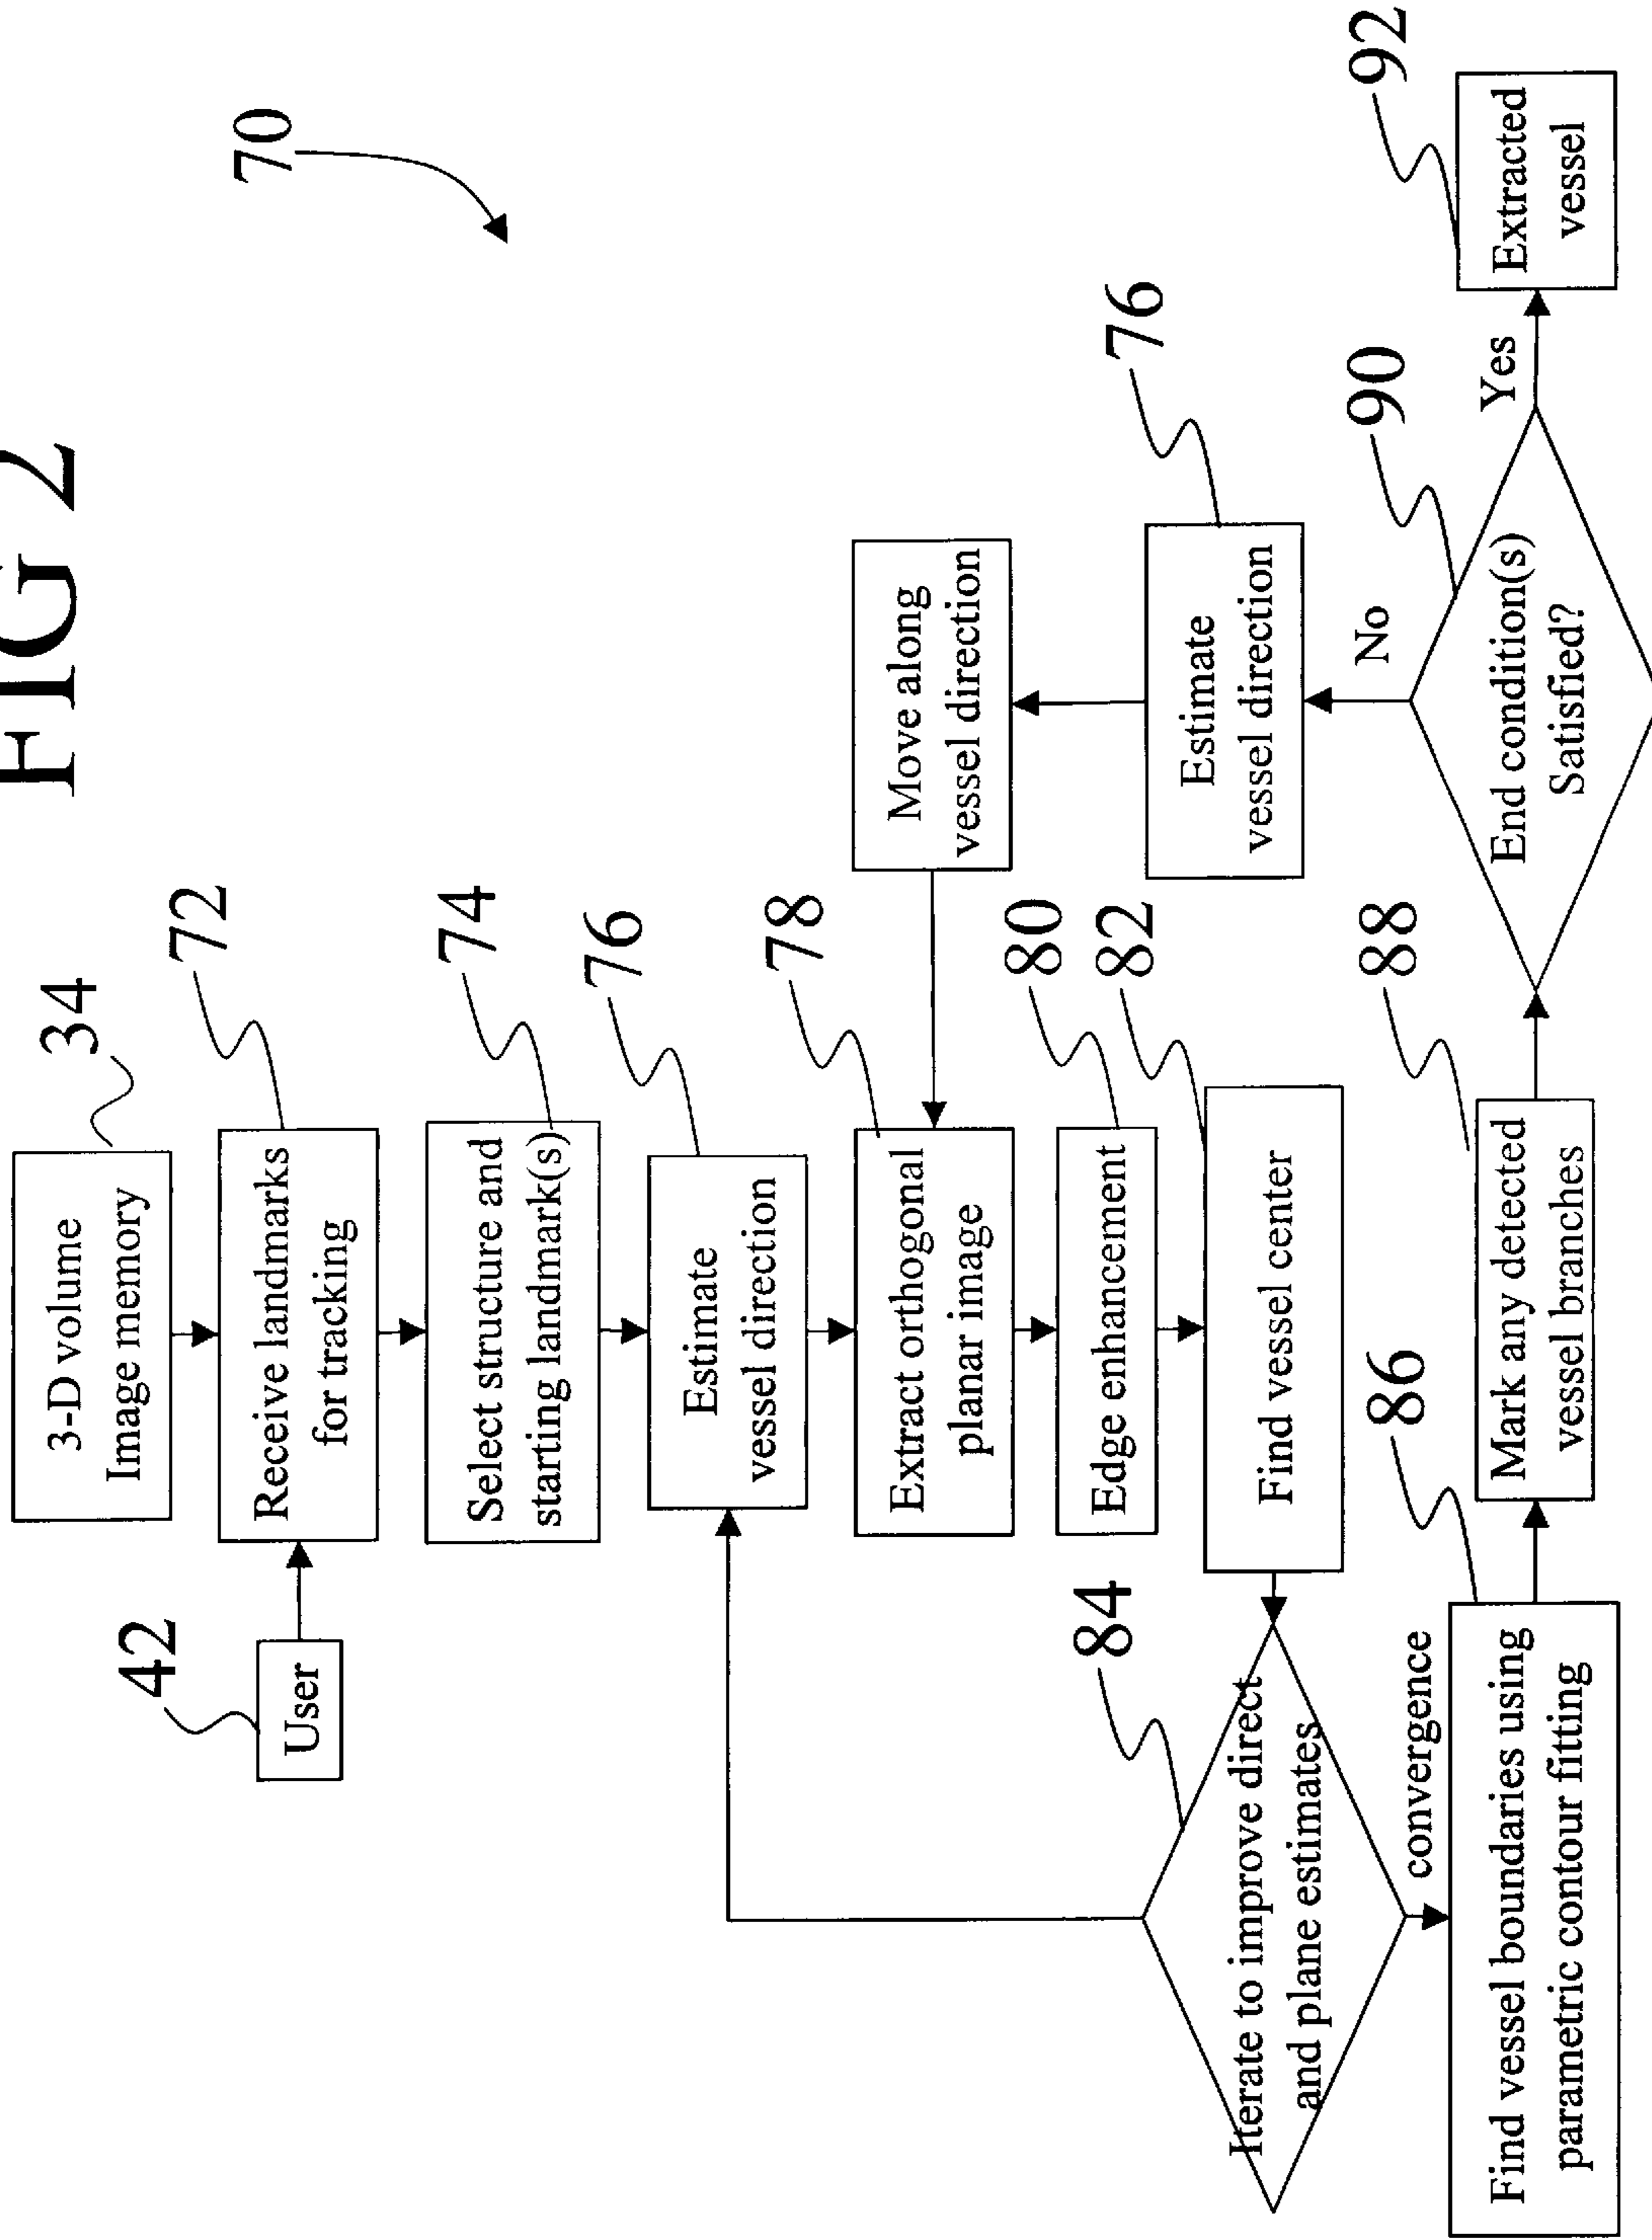 FIG 2
70
3-D volume
Image memory
34
42
User
Receive landmarks
for tracking
72
Select structure and
starting landmark(s)
74
Estimate
vessel direction
76
Extract orthogonal
planar image
78
Move along
vessel direction
Edge enhancement
80
Find vessel center
82
Estimate
vessel direction
76
84
Iterate to improve direct
and plane estimates
convergence
Find vessel boundaries using
parametric contour fitting
86
Mark any detected
vessel branches
88
No
End condition(s)
Satisfied?
90
Yes
Extracted
vessel
92